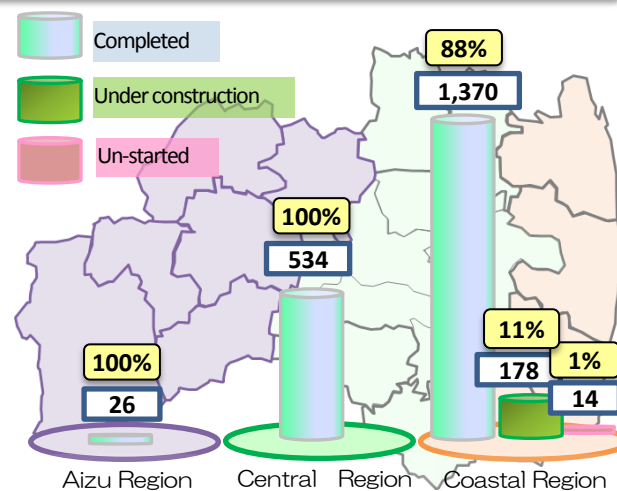 Completed
Under construction
Un-started
88%
1,370
100%
534
11%
178
1%
14
100%
26
Aizu Region
Central Region
Coastal Region